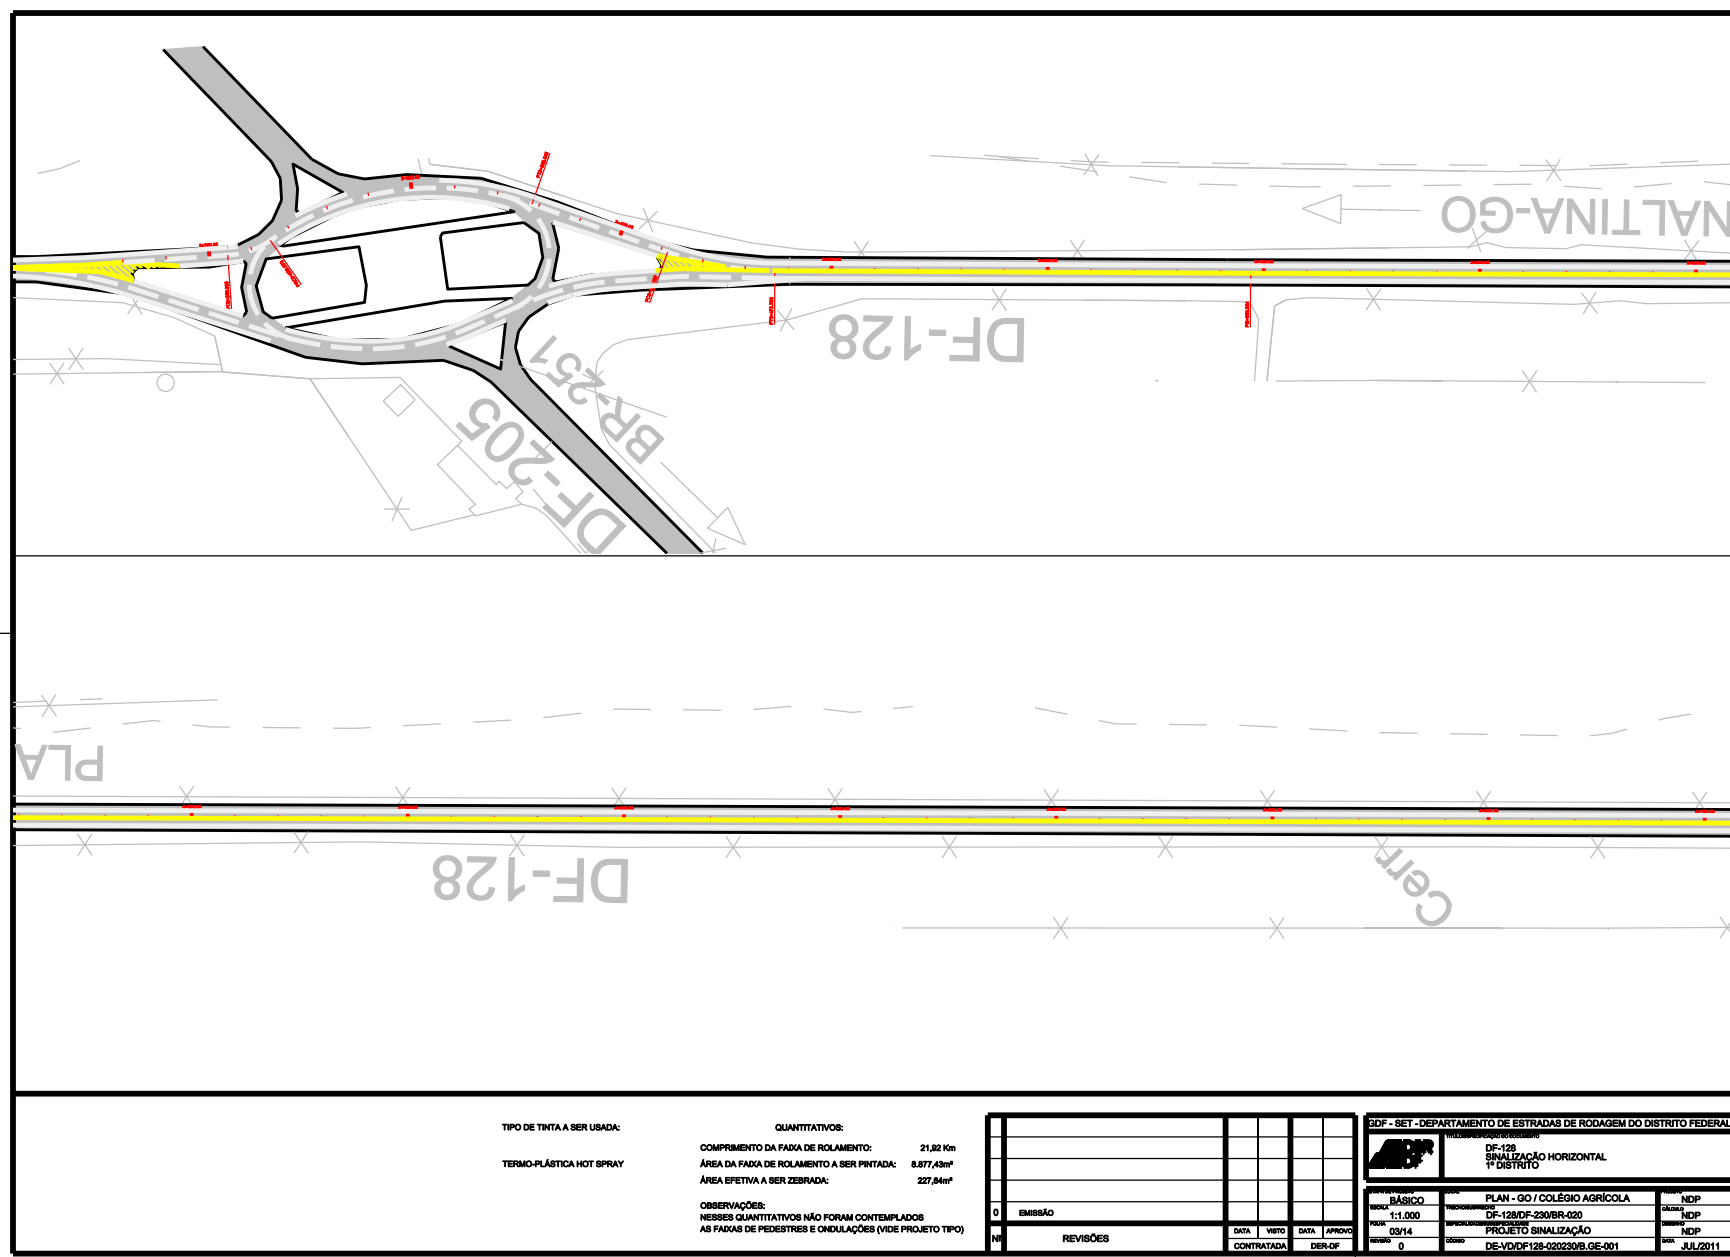 NALTINA-GO
DF-128
BR-251
DF-205
PLA
DF-128
Cerr
TIPO DE TINTA A SER USADA:
TERMO-PLÁSTICA HOT SPRAY
QUANTITATIVOS:
COMPRIMENTO DA FAIXA DE ROLAMENTO: 21,92 Km
ÁREA DA FAIXA DE ROLAMENTO A SER PINTADA: 8.877,43m²
ÁREA EFETIVA A SER ZEBRADA: 227,64m²
OBSERVAÇÕES:
NESSES QUANTITATIVOS NÃO FORAM CONTEMPLADOS
AS FAIXAS DE PEDESTRES E ONDULAÇÕES (VIDE PROJETO TIPO)
0 EMISSÃO
REVISÕES
DATA VISTO DATA APROVO
CONTRATADA DER-DF
GDF - SET - DEPARTAMENTO DE ESTRADAS DE RODAGEM DO DISTRITO FEDERAL
DF-128
SINALIZAÇÃO HORIZONTAL
1º DISTRITO
BÁSICO PLAN - GO / COLÉGIO AGRÍCOLA NDP
ESCALA 1:1.000 DF-128/DF-230/BR-020 NDP
FOLHA 03/14 PROJETO SINALIZAÇÃO NDP
REVISÃO 0 CÓDIGO DE-VD/DF128-020230/B.GE-001 DATA JUL/2011